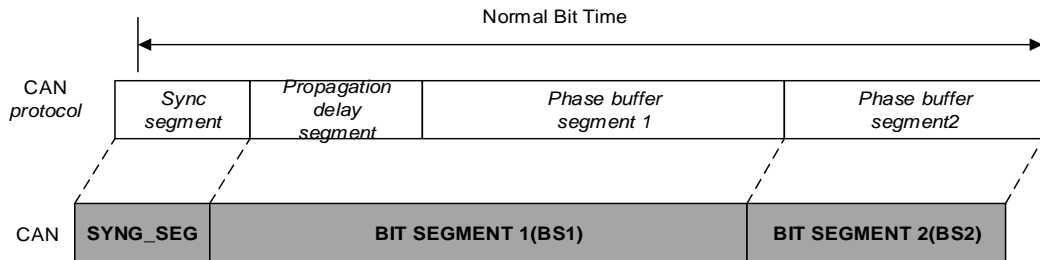 Normal Bit Time
CAN
protocol
Sync
segment
Propagation
delay
segment
Phase buffer
segment 1
Phase buffer
segment2
CAN
SYNG_SEG
BIT SEGMENT 1(BS1)
BIT SEGMENT 2(BS2)